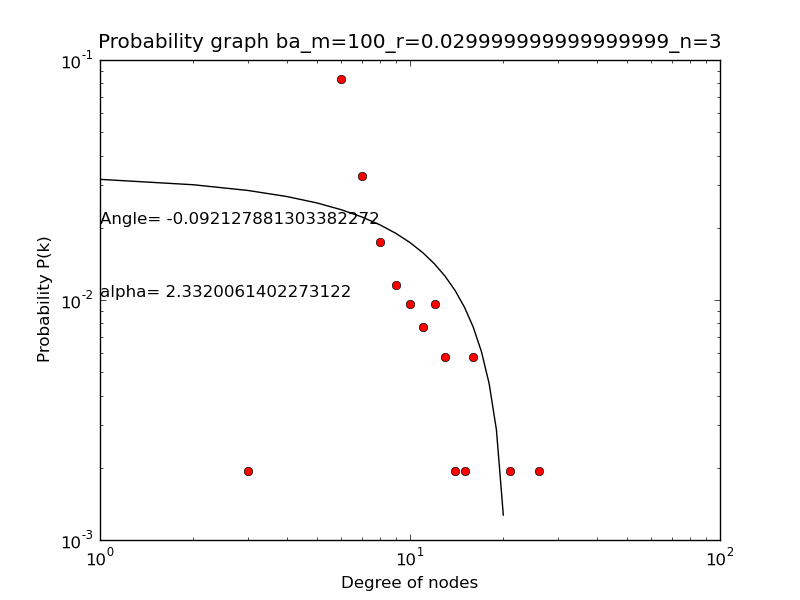 Probability graph ba_m=100_r=0.029999999999999999_n=3
10^-1
Angle= -0.092127881303382272
alpha= 2.3320061402273122
10^-2
Probability P(k)
10^-3
10^0 10^1 10^2
Degree of nodes